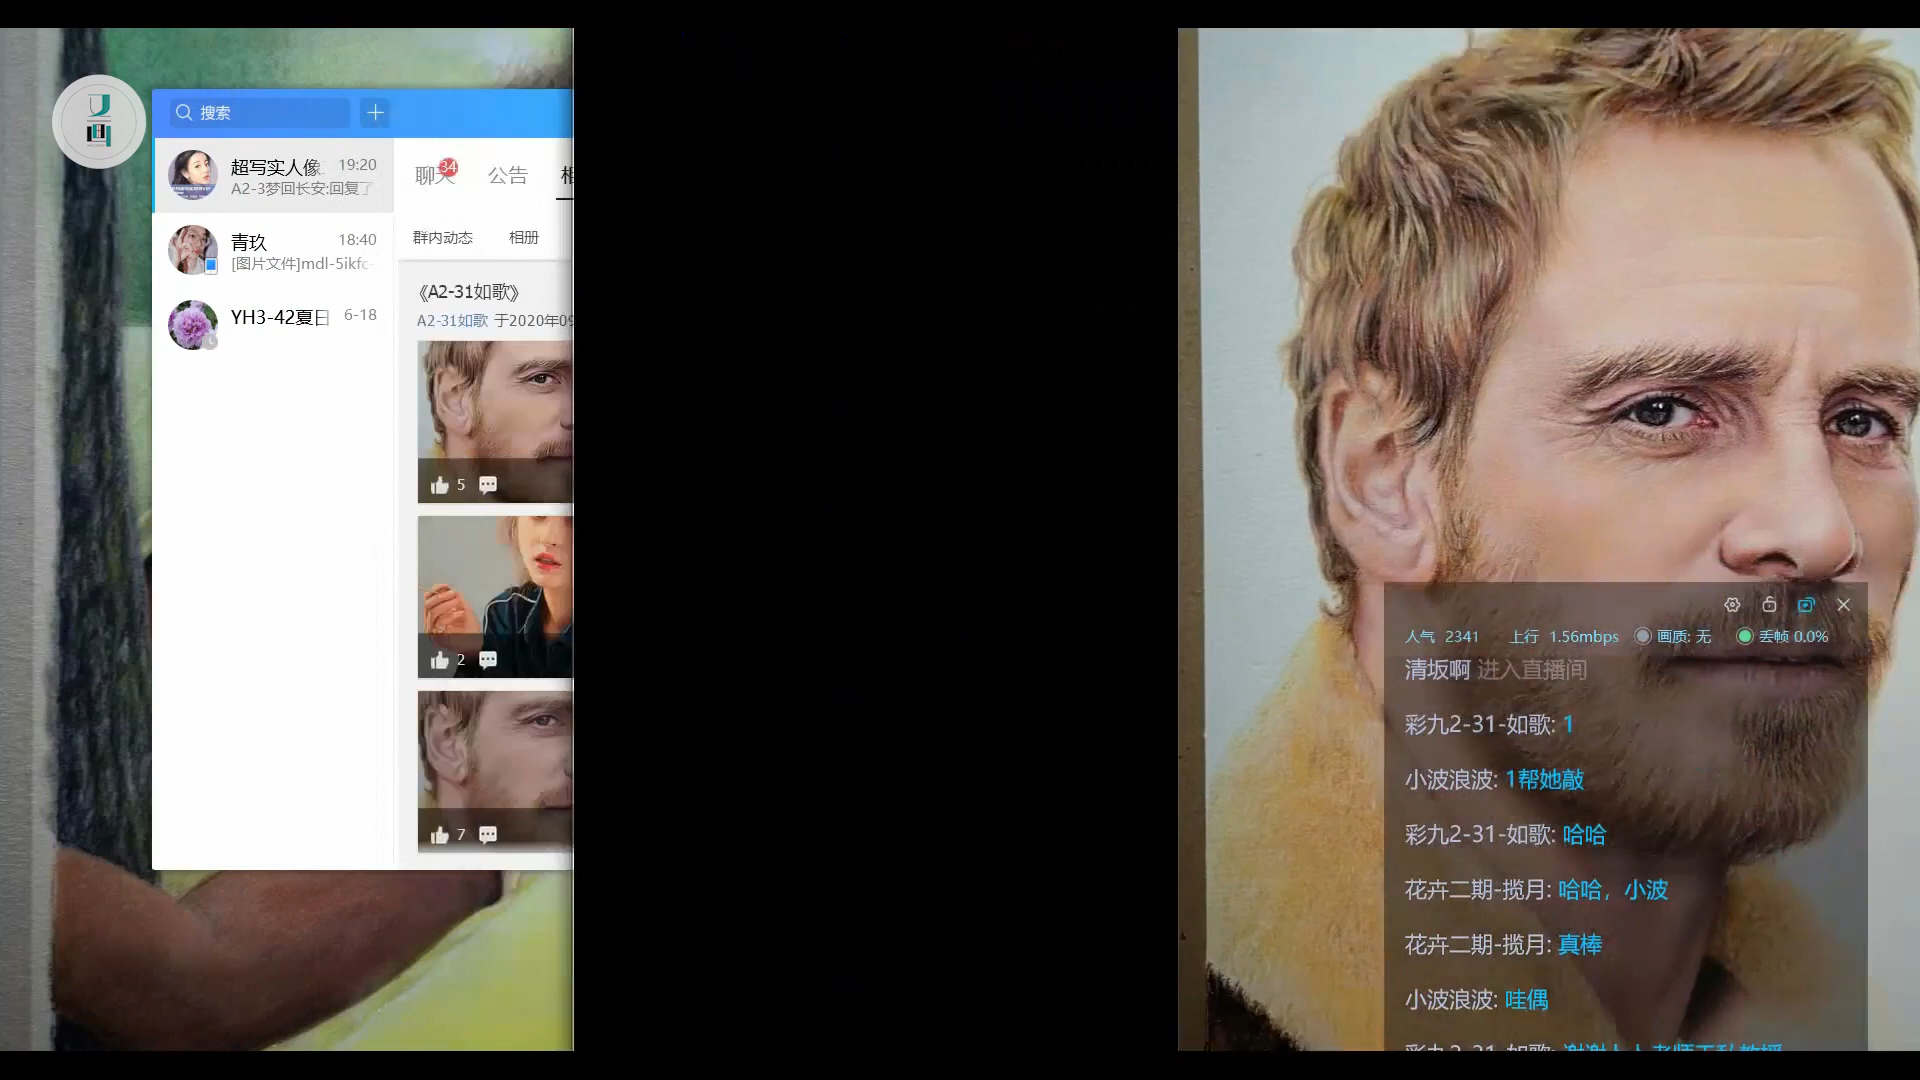 搜索
超写实人像 19:20
A2-3梦回长安:回复了
青玖 18:40
[图片文件]mdl-5ikfc-
YH3-42夏日 6-18
聊天 34 公告
群内动态 相册
《A2-31如歌》
A2-31如歌 于2020年09
5
2
7
人气 2341 上行 1.56mbps 画质: 无 丢帧 0.0%
清坂啊 进入直播间
彩九2-31-如歌: 1
小波浪波: 1帮她敲
彩九2-31-如歌: 哈哈
花卉二期-揽月: 哈哈，小波
花卉二期-揽月: 真棒
小波浪波: 哇偶
彩九2-31-如歌: